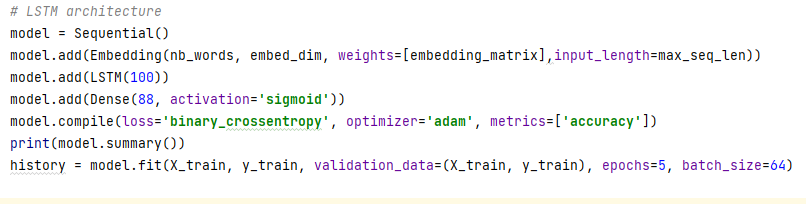 # LSTM architecture
model = Sequential()
model.add(Embedding(nb_words, embed_dim, weights=[embedding_matrix],input_length=max_seq_len))
model.add(LSTM(100))
model.add(Dense(88, activation='sigmoid'))
model.compile(loss='binary_crossentropy', optimizer='adam', metrics=['accuracy'])
print(model.summary())
history = model.fit(X_train, y_train, validation_data=(X_train, y_train), epochs=5, batch_size=64)